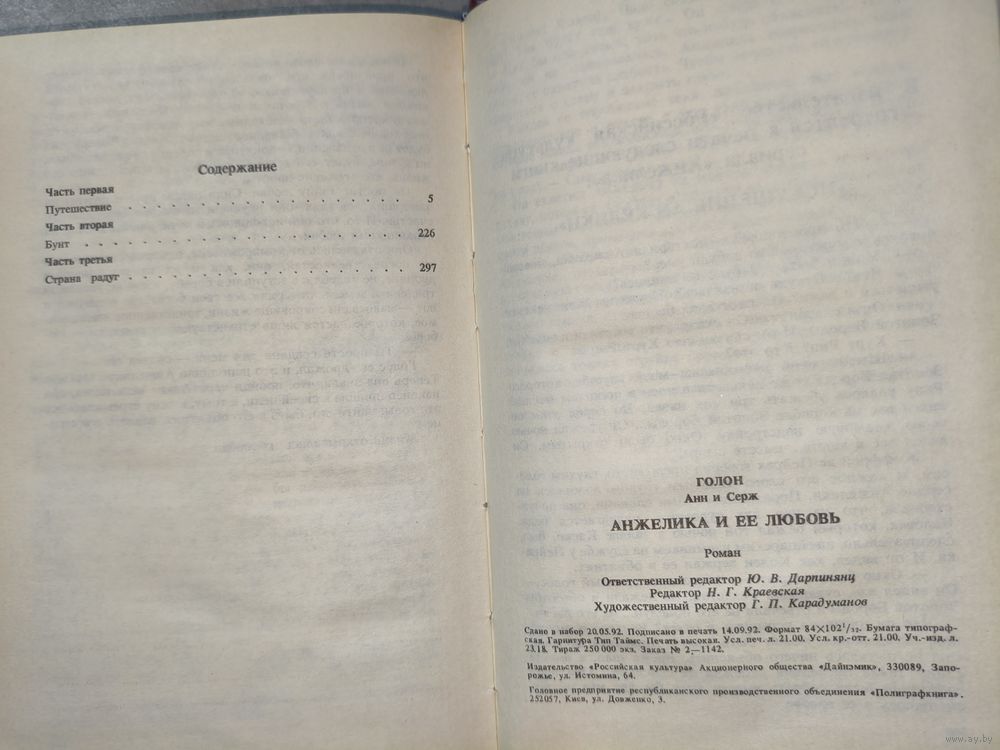 Содержание
Часть первая
Путешествие . . . . . . . . . . . . . . . . . . . . 5
Часть вторая
Бунт . . . . . . . . . . . . . . . . . . . . . . . 226
Часть третья
Страна радуг . . . . . . . . . . . . . . . . . . . . 297
ГОЛОН
Анн и Серж
АНЖЕЛИКА И ЕЕ ЛЮБОВЬ
Роман
Ответственный редактор Ю. В. Дарпинянц
Редактор Н. Г. Краевская
Художественный редактор Г. П. Карадуманов
Сдано в набор 20.05.92. Подписано в печать 14.09.92. Формат 84×102¹/₃₂. Бумага типограф-
ская. Гарнитура Тип Таймс. Печать высокая. Усл. печ. л. 21.00. Усл. кр.-отт. 21.00. Уч.-изд. л.
23.18. Тираж 250 000 экз. Заказ № 2—1142.
Издательство «Российская культура» Акционерного общества «Дайнэмик», 330089, Запо-
рожье, ул. Истомина, 64.
Головное предприятие республиканского производственного объединения «Полиграфкнига».
252057, Киев, ул. Довженко, 3.
www.ay.by